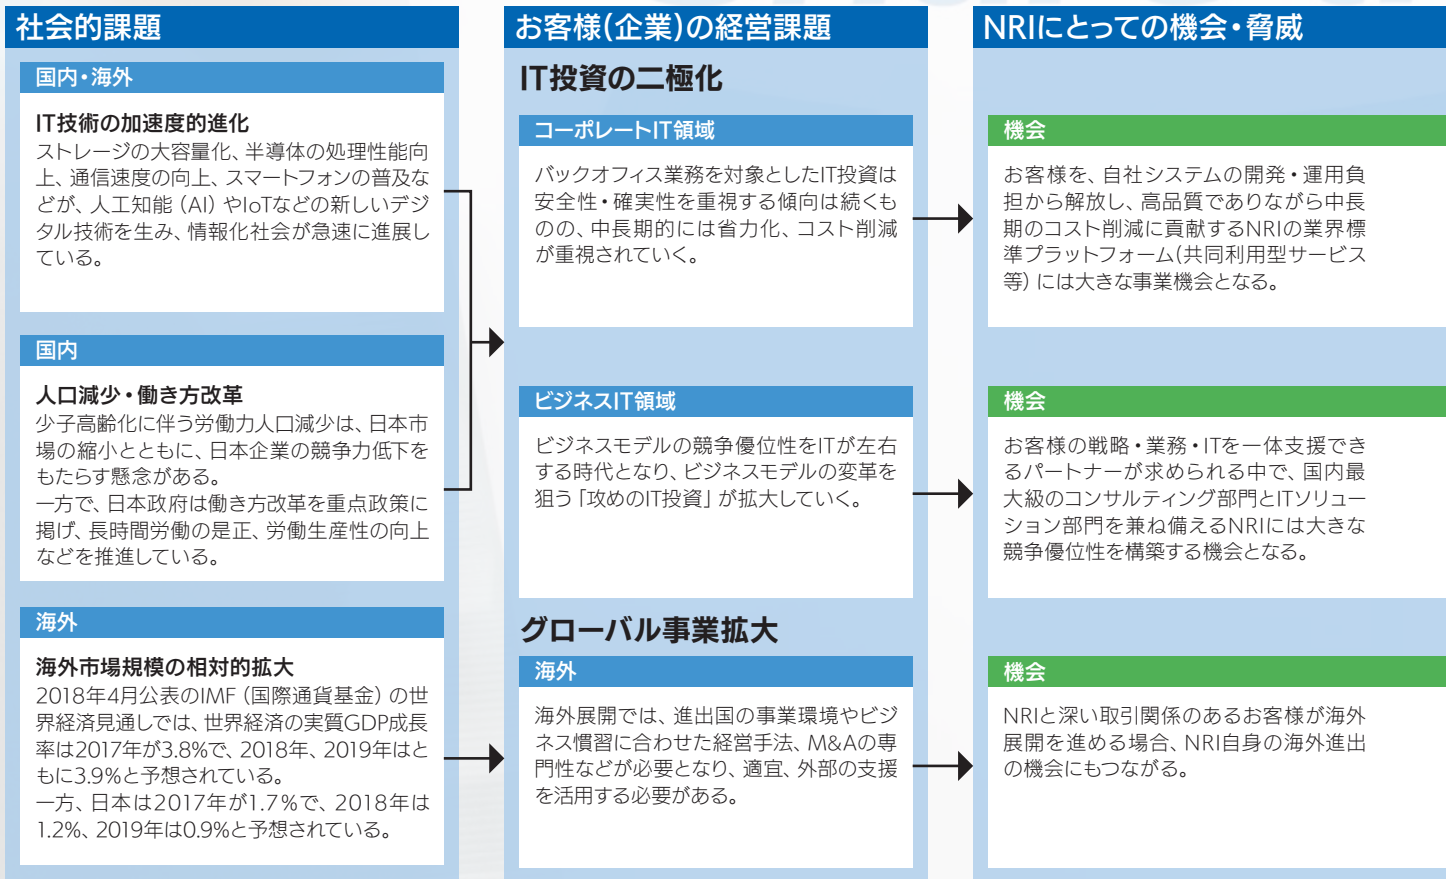 社会的課題
国内・海外
IT技術の加速度的進化
ストレージの大容量化、半導体の処理性能向
上、通信速度の向上、スマートフォンの普及な
どが、人工知能（AI）やIoTなどの新しいデジ
タル技術を生み、情報化社会が急速に進展し
ている。
国内
人口減少・働き方改革
少子高齢化に伴う労働力人口減少は、日本市
場の縮小とともに、日本企業の競争力低下を
もたらす懸念がある。
一方で、日本政府は働き方改革を重点政策に
掲げ、長時間労働の是正、労働生産性の向上
などを推進している。
海外
海外市場規模の相対的拡大
2018年4月公表のIMF（国際通貨基金）の世
界経済見通しでは、世界経済の実質GDP成長
率は2017年が3.8%で、2018年、2019年はと
もに3.9%と予想されている。
一方、日本は2017年が1.7%で、2018年は
1.2%、2019年は0.9%と予想されている。
お客様(企業)の経営課題
IT投資の二極化
コーポレートIT領域
バックオフィス業務を対象としたIT投資は
安全性・確実性を重視する傾向は続くも
のの、中長期的には省力化、コスト削減
が重視されていく。
ビジネスIT領域
ビジネスモデルの競争優位性をITが左右
する時代となり、ビジネスモデルの変革を
狙う「攻めのIT投資」が拡大していく。
グローバル事業拡大
海外
海外展開では、進出国の事業環境やビジ
ネス慣習に合わせた経営手法、M&Aの専
門性などが必要となり、適宜、外部の支援
を活用する必要がある。
NRIにとっての機会・脅威
機会
お客様を、自社システムの開発・運用負
担から解放し、高品質でありながら中長
期のコスト削減に貢献するNRIの業界標
準プラットフォーム(共同利用型サービス
等）には大きな事業機会となる。
機会
お客様の戦略・業務・ITを一体支援でき
るパートナーが求められる中で、国内最
大級のコンサルティング部門とITソリュー
ション部門を兼ね備えるNRIには大きな
競争優位性を構築する機会となる。
機会
NRIと深い取引関係のあるお客様が海外
展開を進める場合、NRI自身の海外進出
の機会にもつながる。